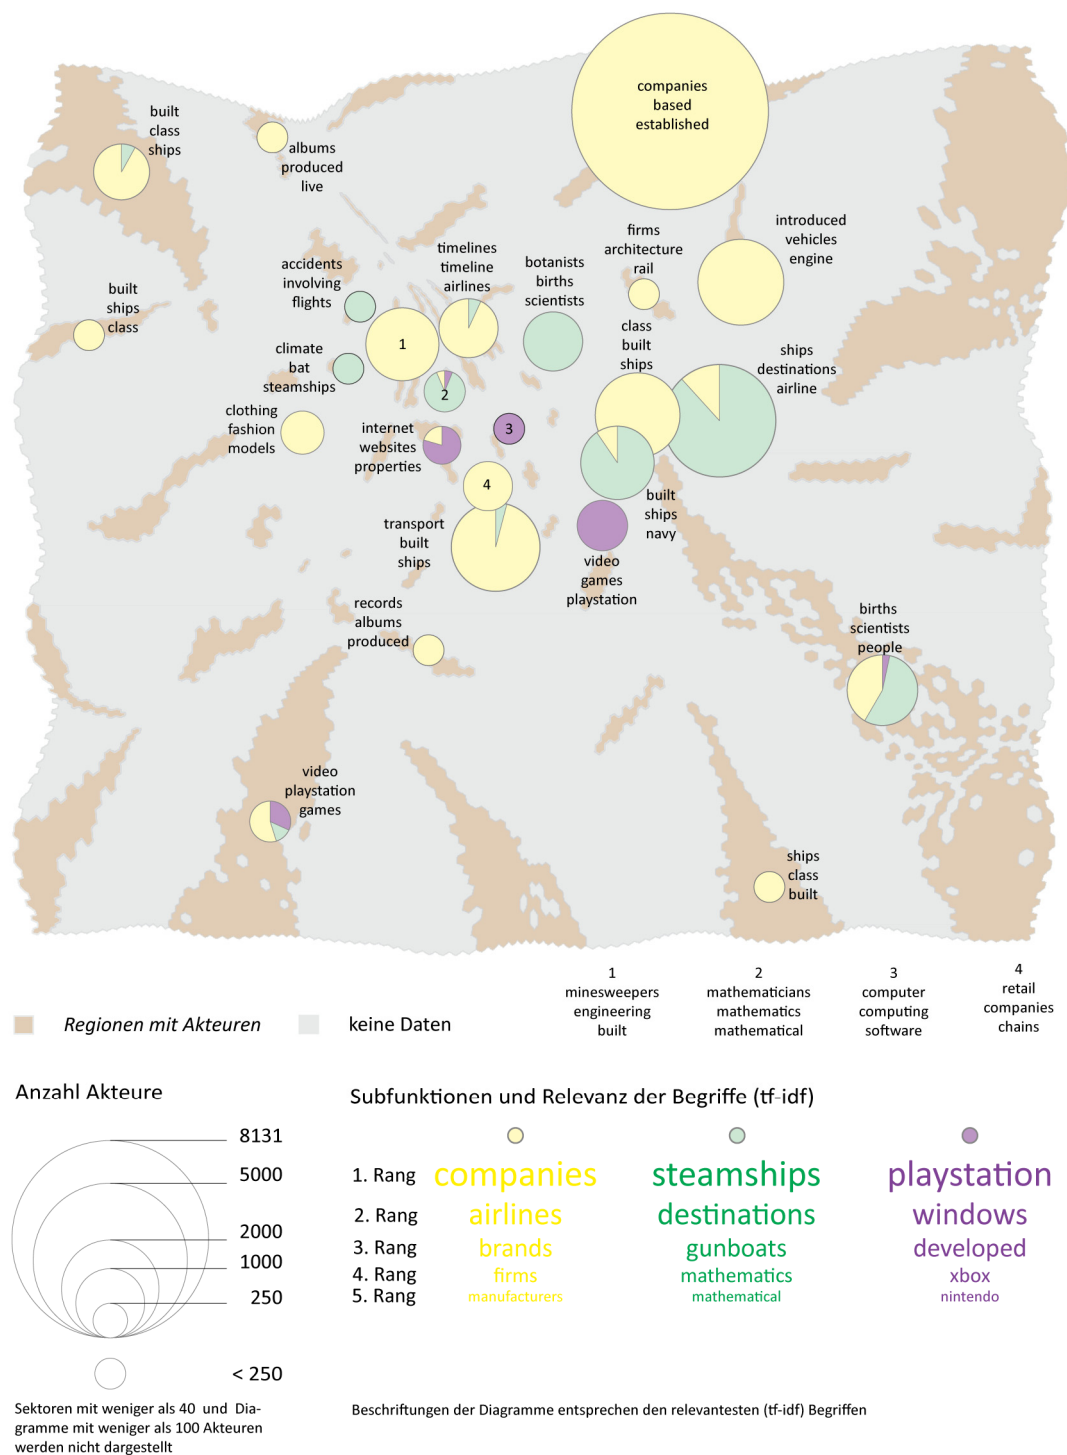 companies
based
established
built
class
ships
albums
produced
live
introduced
vehicles
engine
firms
architecture
rail
timelines
timeline
airlines
botanists
births
scientists
accidents
involving
flights
built
ships
class
class
built
ships
1
climate
bat
steamships
ships
destinations
airline
2
clothing
fashion
models
internet
websites
properties
3
4
built
ships
navy
transport
built
ships
video
games
playstation
records
albums
produced
births
scientists
people
video
playstation
games
ships
class
built
1
minesweepers
engineering
built
2
mathematicians
mathematics
mathematical
3
computer
computing
software
4
retail
companies
chains
Regionen mit Akteuren
keine Daten
Anzahl Akteure
8131
5000
2000
1000
250
< 250
Sektoren mit weniger als 40 und Dia-
gramme mit weniger als 100 Akteuren
werden nicht dargestellt
Subfunktionen und Relevanz der Begriffe (tf-idf)
1. Rang companies steamships playstation
2. Rang airlines destinations windows
3. Rang brands gunboats developed
4. Rang firms mathematics xbox
5. Rang manufacturers mathematical nintendo
Beschriftungen der Diagramme entsprechen den relevantesten (tf-idf) Begriffen